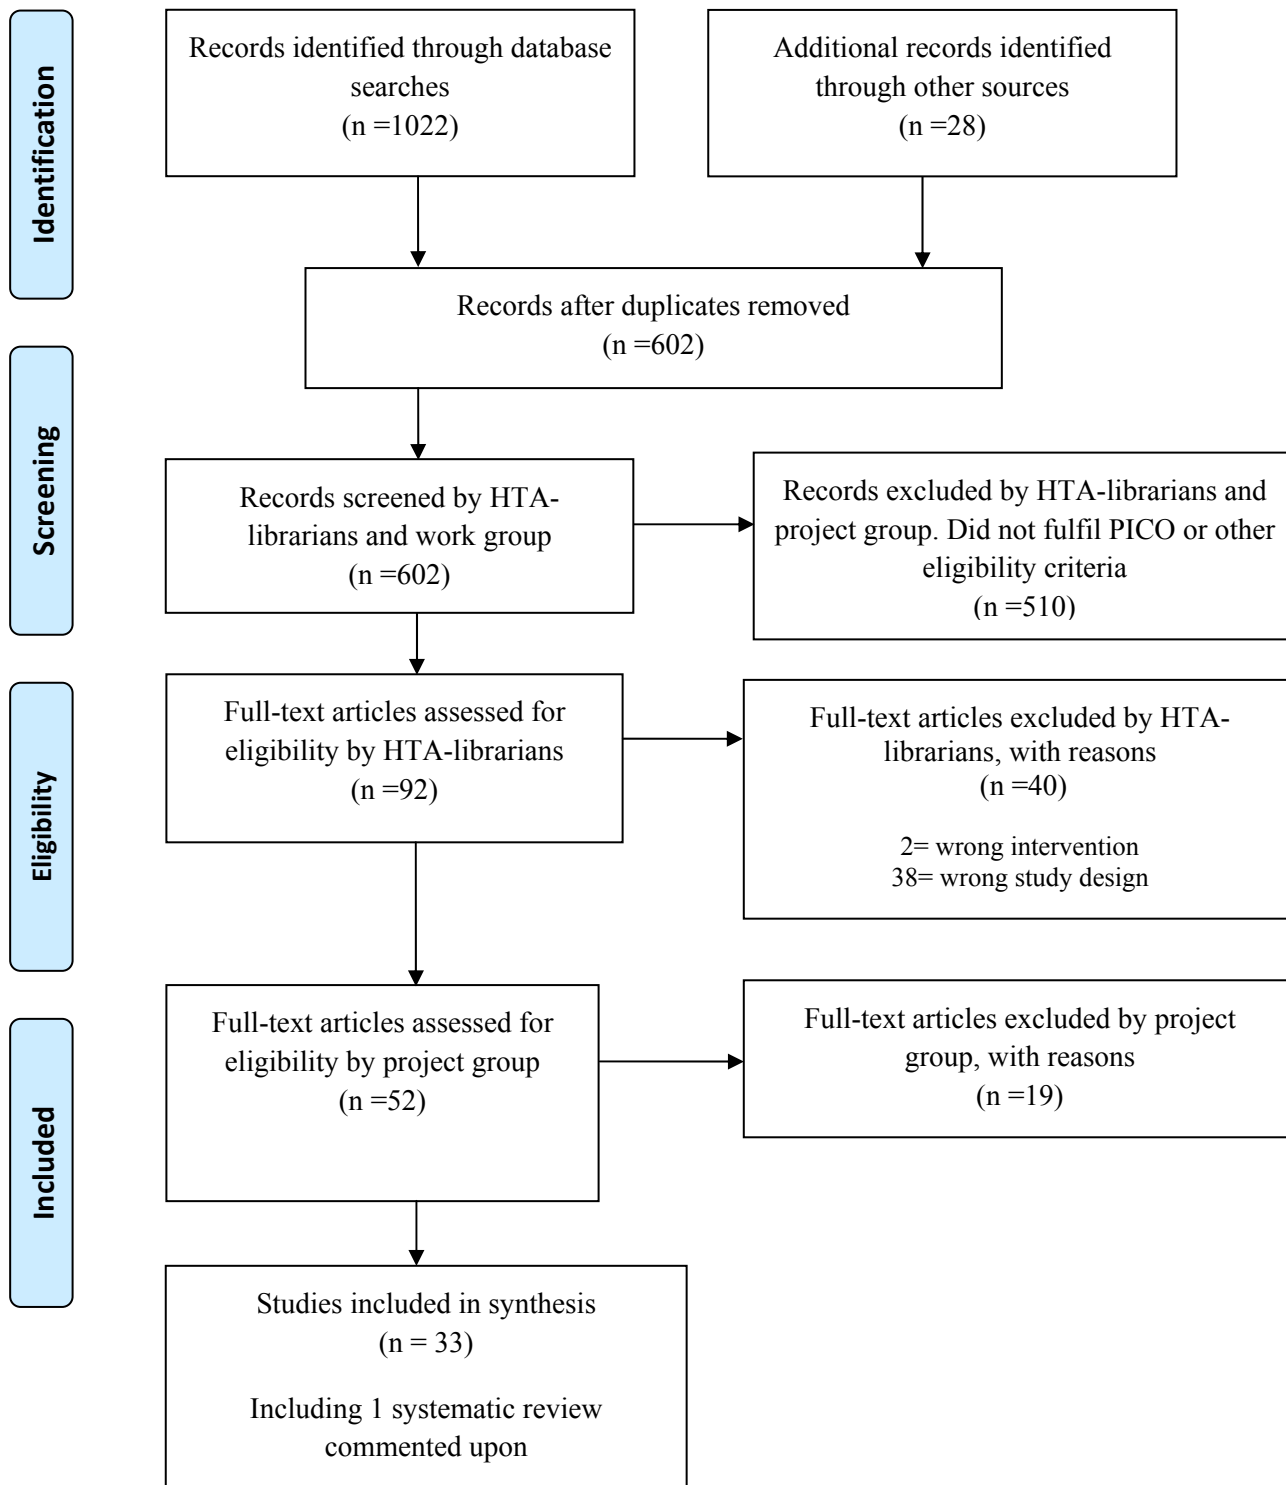 Identification
Records identified through database
searches
(n =1022)
Additional records identified
through other sources
(n =28)
Records after duplicates removed
(n =602)
Screening
Records screened by HTA-
librarians and work group
(n =602)
Records excluded by HTA-librarians and
project group. Did not fulfil PICO or other
eligibility criteria
(n =510)
Eligibility
Full-text articles assessed for
eligibility by HTA-librarians
(n =92)
Full-text articles excluded by HTA-
librarians, with reasons
(n =40)
2= wrong intervention
38= wrong study design
Included
Full-text articles assessed for
eligibility by project group
(n =52)
Full-text articles excluded by project
group, with reasons
(n =19)
Studies included in synthesis
(n = 33)
Including 1 systematic review
commented upon